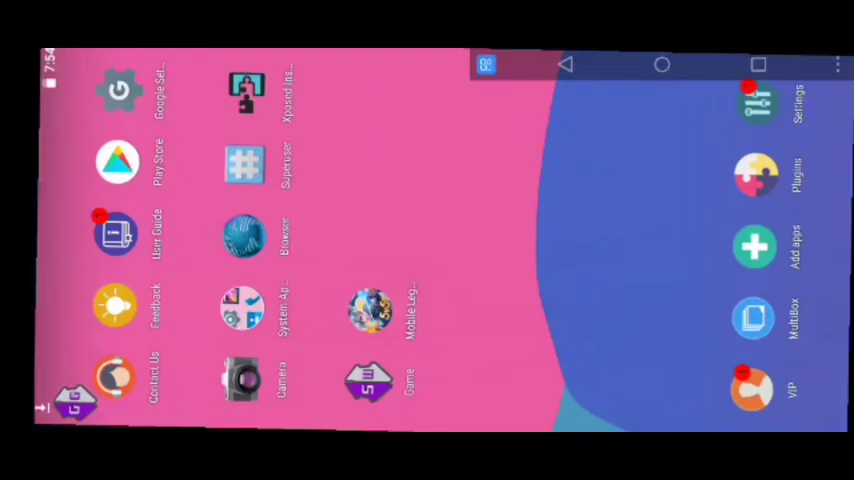 7:54
Contact Us
Feedback
User Guide
Play Store
Google Set...
Camera
System Ap...
Browser
Superuser
Xposed Ins...
Game
Mobile Leg...
VIP
MultiBox
Add apps
Plugins
Settings